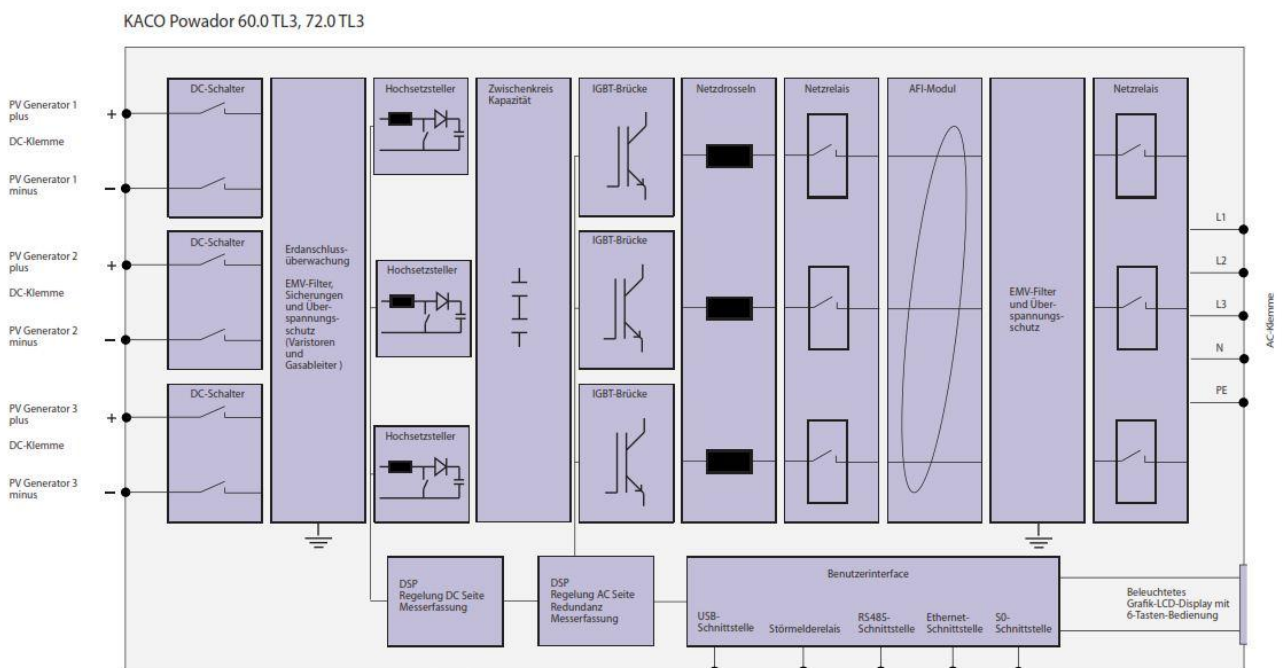 KACO Powador 60.0 TL3, 72.0 TL3
PV Generator 1
plus
+
DC-Klemme
PV Generator 1
minus
–
PV Generator 2
plus
+
DC-Klemme
PV Generator 2
minus
–
PV Generator 3
plus
+
DC-Klemme
PV Generator 3
minus
–
DC-Schalter
DC-Schalter
DC-Schalter
Erdanschluss-
überwachung
EMV-Filter,
Sicherungen
und Über-
spannungs-
schutz
(Varistoren
und
Gasableiter )
Hochsetzsteller
Hochsetzsteller
Hochsetzsteller
Zwischenkreis
Kapazität
IGBT-Brücke
IGBT-Brücke
IGBT-Brücke
Netzdrosseln
Netzrelais
AFI-Modul
EMV-Filter
und Über-
spannungs-
schutz
Netzrelais
L1
L2
L3
N
PE
AC-Klemme
DSP
Regelung DC Seite
Messerfassung
DSP
Regelung AC Seite
Redundanz
Messerfassung
Benutzerinterface
USB-
Schnittstelle
Störmelderelais
RS485-
Schnittstelle
Ethernet-
Schnittstelle
S0-
Schnittstelle
Beleuchtetes
Grafik-LCD-Display mit
6-Tasten-Bedienung